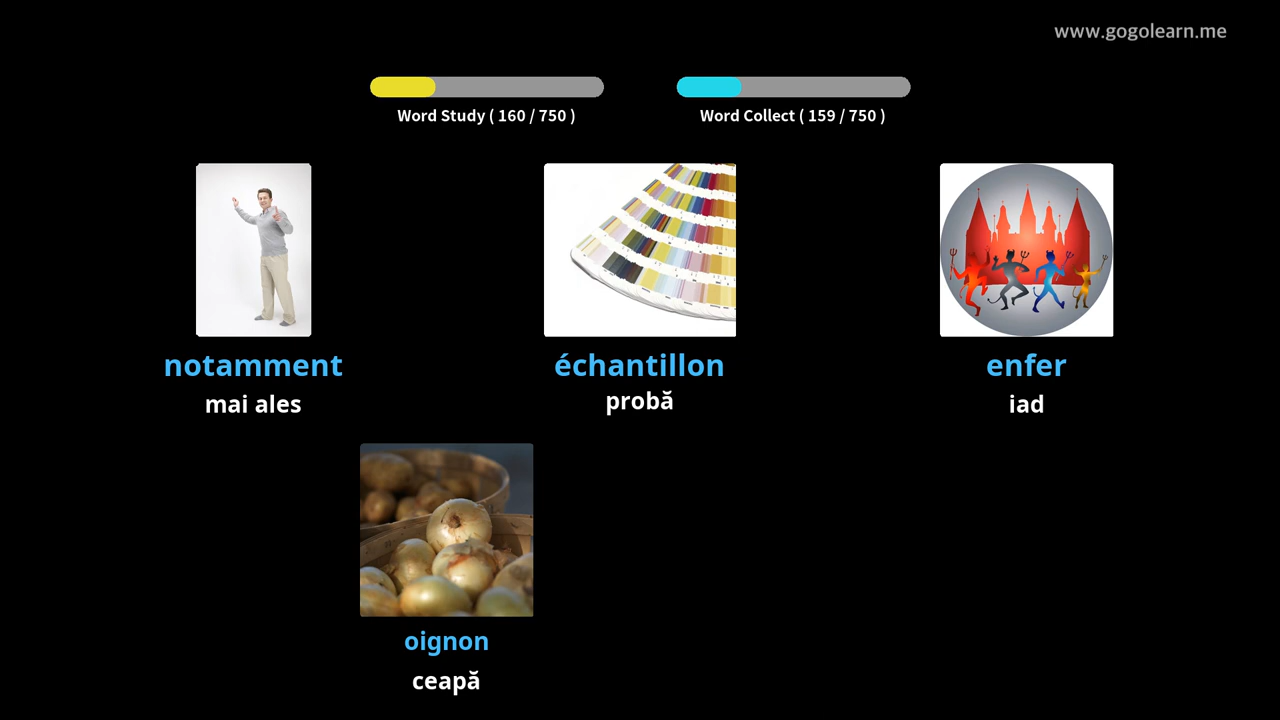 www.gogolearn.me
Word Study ( 160 / 750 )
Word Collect ( 159 / 750 )
notamment
mai ales
échantillon
probă
enfer
iad
oignon
ceapă